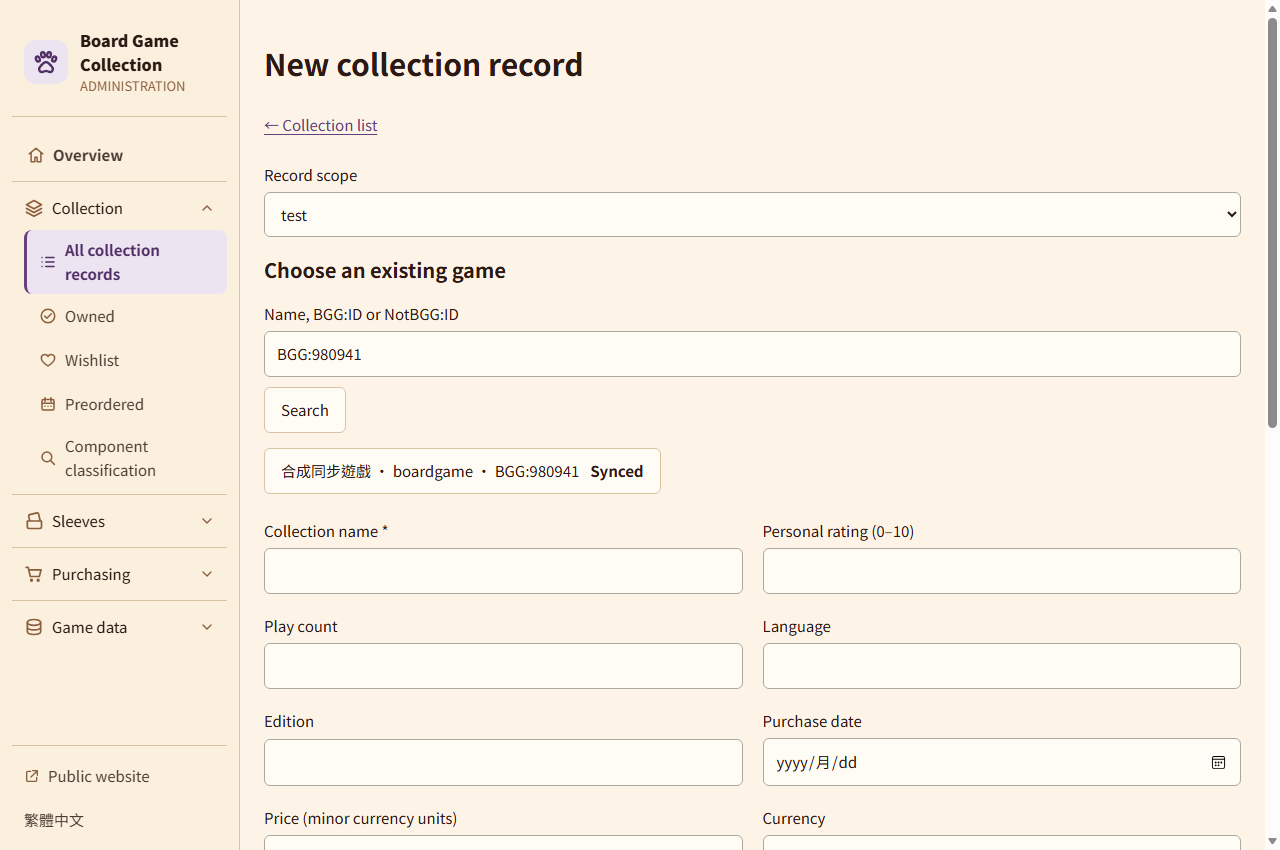 Board Game
Collection
ADMINISTRATION
Overview
Collection
All collection
records
Owned
Wishlist
Preordered
Component
classification
Sleeves
Purchasing
Game data
Public website
繁體中文
New collection record
← Collection list
Record scope
test
Choose an existing game
Name, BGG:ID or NotBGG:ID
BGG:980941
Search
合成同步遊戲 · boardgame · BGG:980941 Synced
Collection name *
Personal rating (0–10)
Play count
Language
Edition
Purchase date
yyyy/月/dd
Price (minor currency units)
Currency